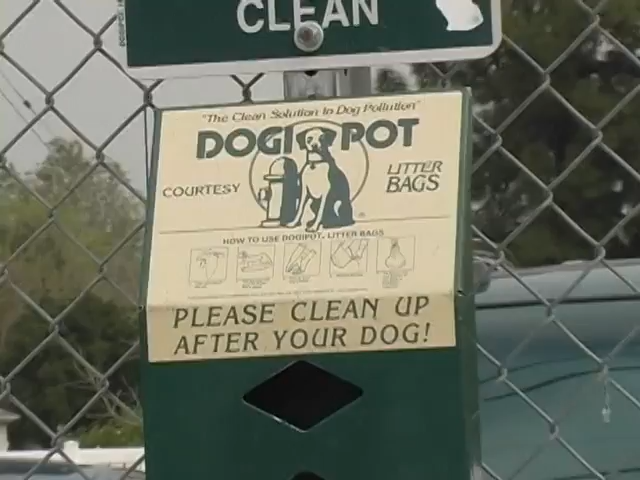 CLEAN
"The Clean Solution to Dog Pollution"
DOGIPOT
COURTESY
LITTER
BAGS
HOW TO USE DOGIPOT. LITTER BAGS
PLEASE CLEAN UP
AFTER YOUR DOG!